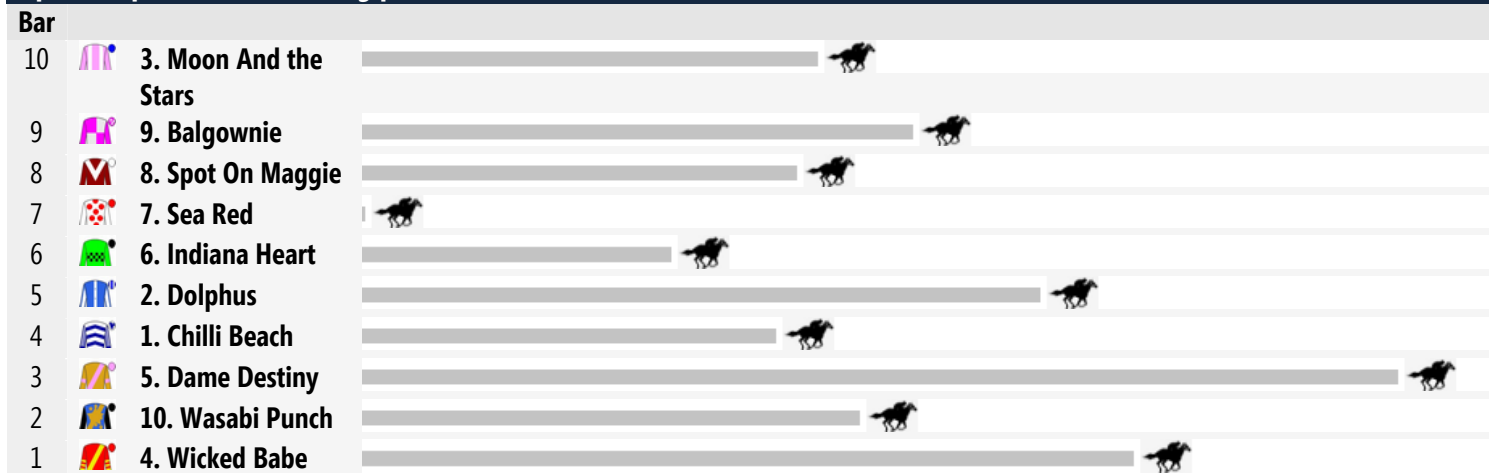 Bar
10 3. Moon And the
Stars
9 9. Balgownie
8 8. Spot On Maggie
7 7. Sea Red
6 6. Indiana Heart
5 2. Dolphus
4 1. Chilli Beach
3 5. Dame Destiny
2 10. Wasabi Punch
1 4. Wicked Babe